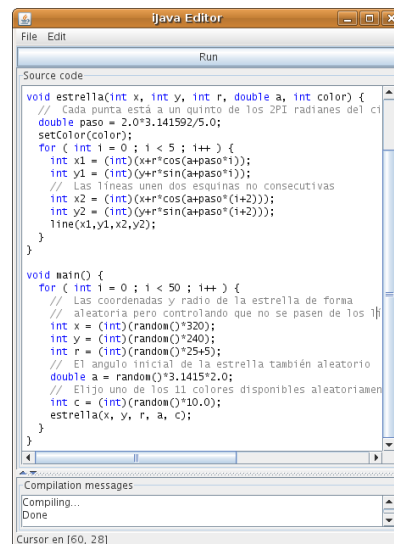 iJava Editor
File Edit
Run
Source code
void estrella(int x, int y, int r, double a, int color) {
// Cada punta está a un quinto de los 2PI radianes del ci
double paso = 2.0*3.141592/5.0;
setColor(color);
for ( int i = 0 ; i < 5 ; i++ ) {
int x1 = (int)(x+r*cos(a+paso*i));
int y1 = (int)(y+r*sin(a+paso*i));
// Las líneas unen dos esquinas no consecutivas
int x2 = (int)(x+r*cos(a+paso*(i+2)));
int y2 = (int)(y+r*sin(a+paso*(i+2)));
line(x1,y1,x2,y2);
}
}
void main() {
for ( int i = 0 ; i < 50 ; i++ ) {
// Las coordenadas y radio de la estrella de forma
// aleatoria pero controlando que no se pasen de los lí
int x = (int)(random()*320);
int y = (int)(random()*240);
int r = (int)(random()*25+5);
// El angulo inicial de la estrella también aleatorio
double a = random()*3.1415*2.0;
// Elijo uno de los 11 colores disponibles aleatoriamen
int c = (int)(random()*10.0);
estrella(x, y, r, a, c);
}
}
Compilation messages
Compiling...
Done
Cursor en [60, 28]